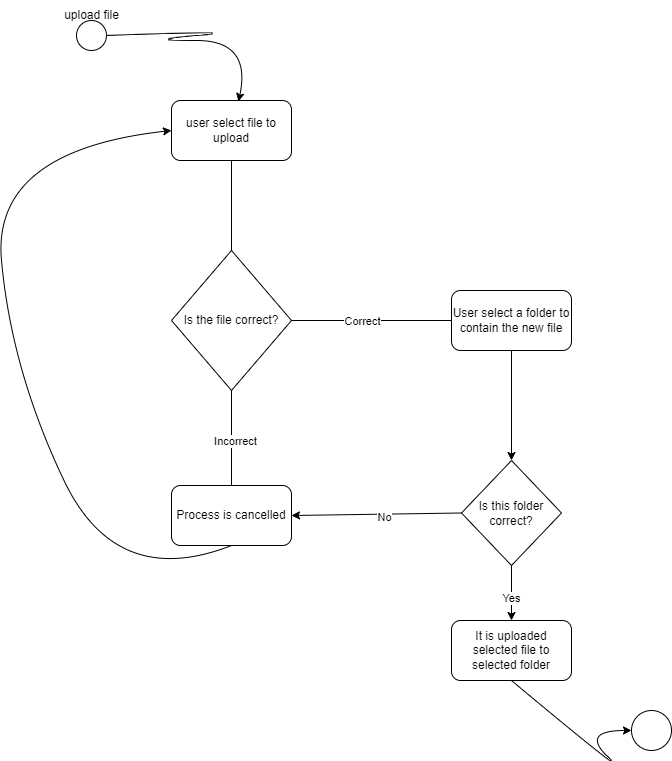 upload file
user select file to
upload
Is the file correct?
Correct
User select a folder to
contain the new file
Incorrect
Process is cancelled
No
Is this folder
correct?
Yes
It is uploaded
selected file to
selected folder